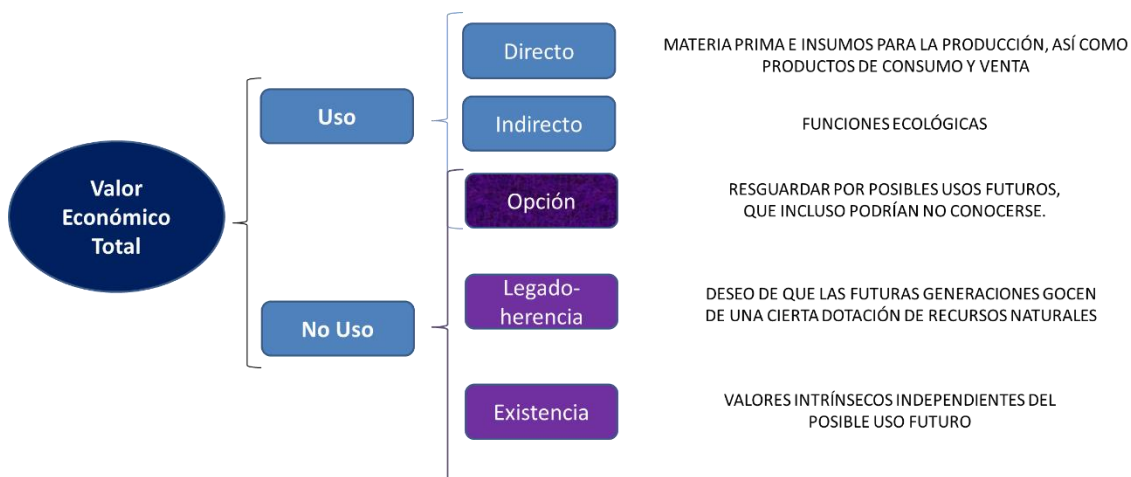 Valor
Económico
Total
Uso
No Uso
Directo
MATERIA PRIMA E INSUMOS PARA LA PRODUCCIÓN, ASÍ COMO
PRODUCTOS DE CONSUMO Y VENTA
Indirecto
FUNCIONES ECOLÓGICAS
Opción
RESGUARDAR POR POSIBLES USOS FUTUROS,
QUE INCLUSO PODRÍAN NO CONOCERSE.
Legado-
herencia
DESEO DE QUE LAS FUTURAS GENERACIONES GOCEN
DE UNA CIERTA DOTACIÓN DE RECURSOS NATURALES
Existencia
VALORES INTRÍNSECOS INDEPENDIENTES DEL
POSIBLE USO FUTURO